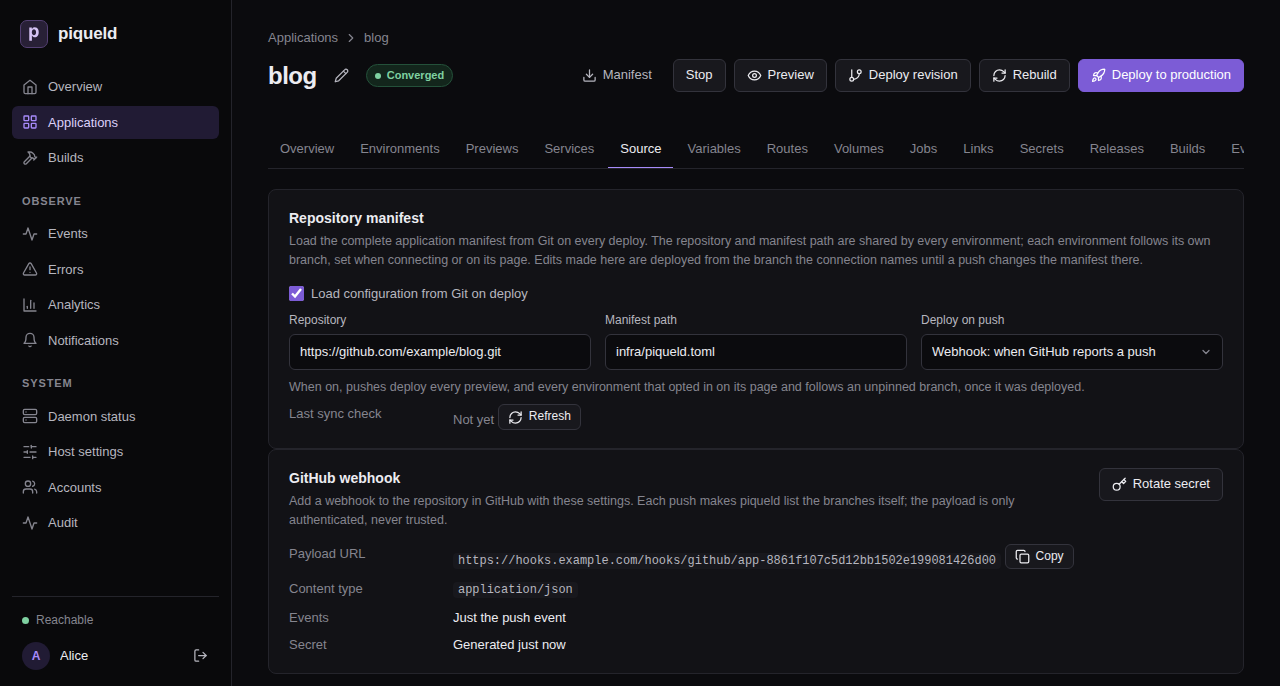 p piqueld
Overview
Applications
Builds
OBSERVE
Events
Errors
Analytics
Notifications
SYSTEM
Daemon status
Host settings
Accounts
Audit
Reachable
A Alice
Applications > blog
blog Converged Manifest Stop Preview Deploy revision Rebuild Deploy to production
Overview Environments Previews Services Source Variables Routes Volumes Jobs Links Secrets Releases Builds Ev
Repository manifest
Load the complete application manifest from Git on every deploy. The repository and manifest path are shared by every environment; each environment follows its own
branch, set when connecting or on its page. Edits made here are deployed from the branch the connection names until a push changes the manifest there.
Load configuration from Git on deploy
Repository Manifest path Deploy on push
https://github.com/example/blog.git infra/piqueld.toml Webhook: when GitHub reports a push
When on, pushes deploy every preview, and every environment that opted in on its page and follows an unpinned branch, once it was deployed.
Last sync check Not yet Refresh
GitHub webhook Rotate secret
Add a webhook to the repository in GitHub with these settings. Each push makes piqueld list the branches itself; the payload is only
authenticated, never trusted.
Payload URL https://hooks.example.com/hooks/github/app-8861f107c5d12bb1502e199081426d00 Copy
Content type application/json
Events Just the push event
Secret Generated just now